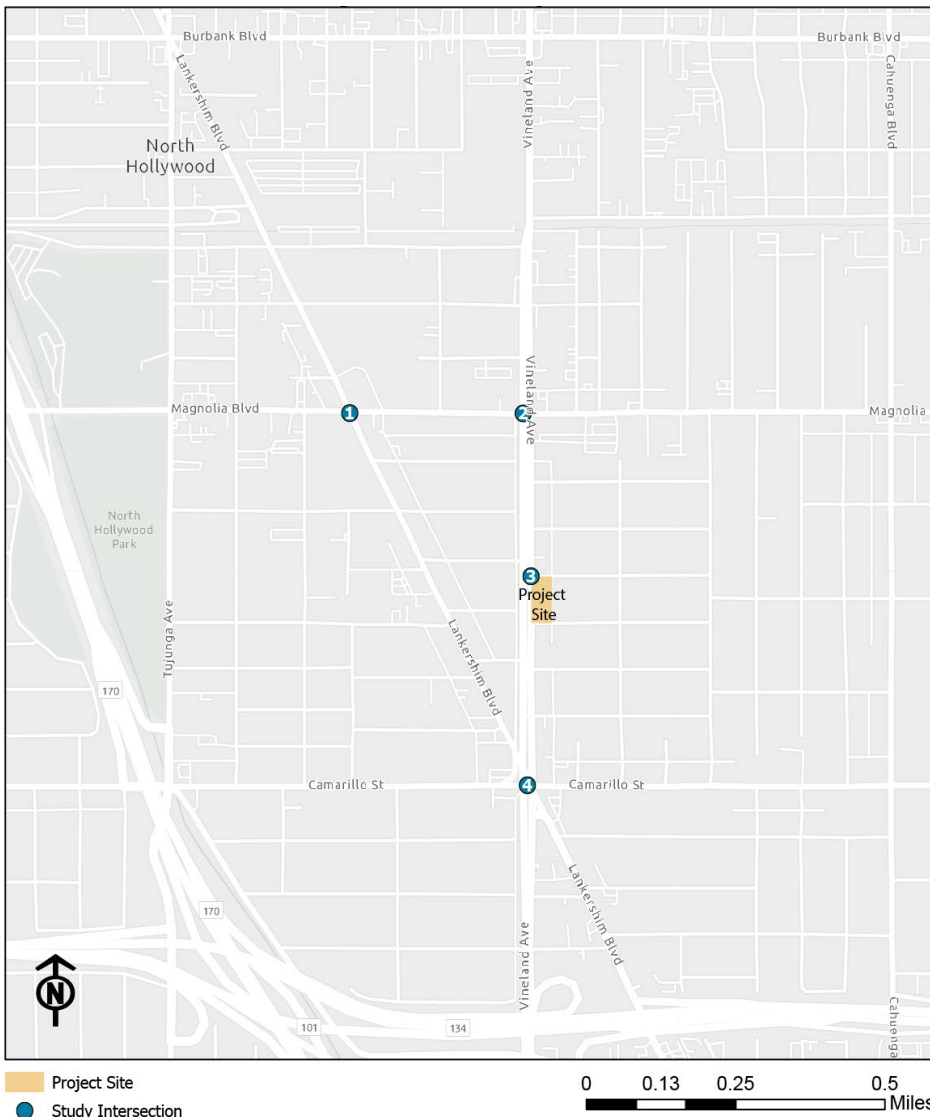 Burbank Blvd
Burbank Blvd
Lankershim Blvd
Vineland Ave
Cahuenga Blvd
North
Hollywood
Magnolia Blvd
1
2
Vineland Ave
Magnolia
North
Hollywood
Park
3
Project
Site
Tujunga Ave
Lankershim Blvd
170
Camarillo St
4
Camarillo St
Lankershim Blvd
170
Vineland Ave
N
101
134
Cahuenga
Project Site
Study Intersection
0 0.13 0.25 0.5
Miles